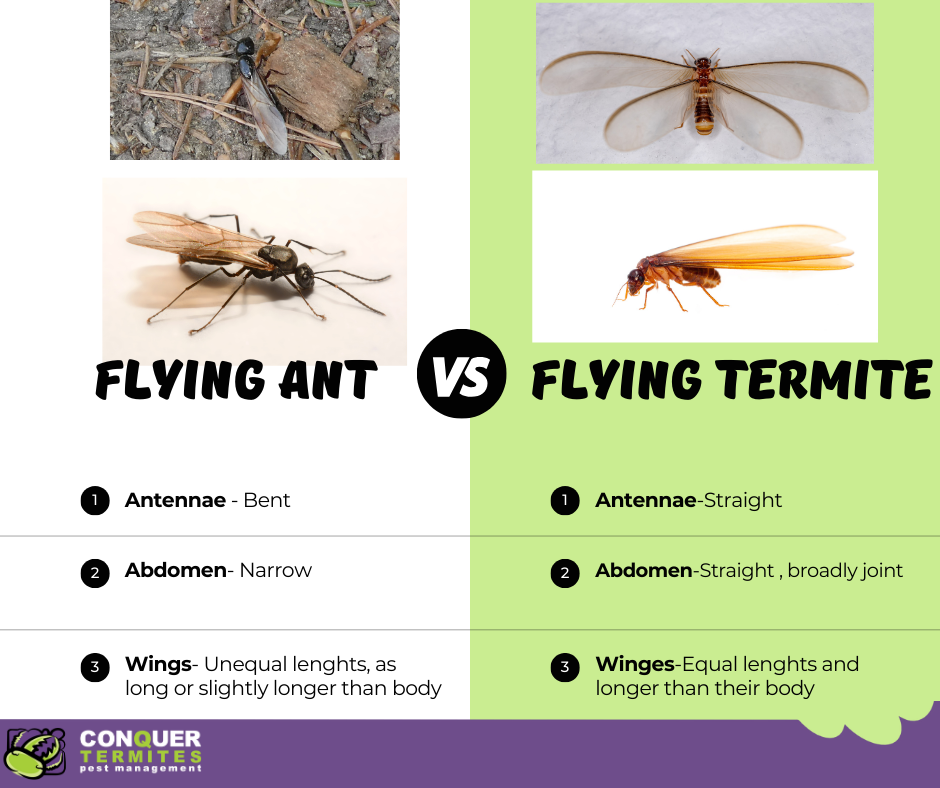 FLYING ANT
VS
FLYING TERMITE
1 Antennae - Bent
2 Abdomen- Narrow
3 Wings- Unequal lenghts, as
long or slightly longer than body
1 Antennae-Straight
2 Abdomen-Straight , broadly joint
3 Winges-Equal lenghts and
longer than their body
CONQUER
TERMITES
pest management